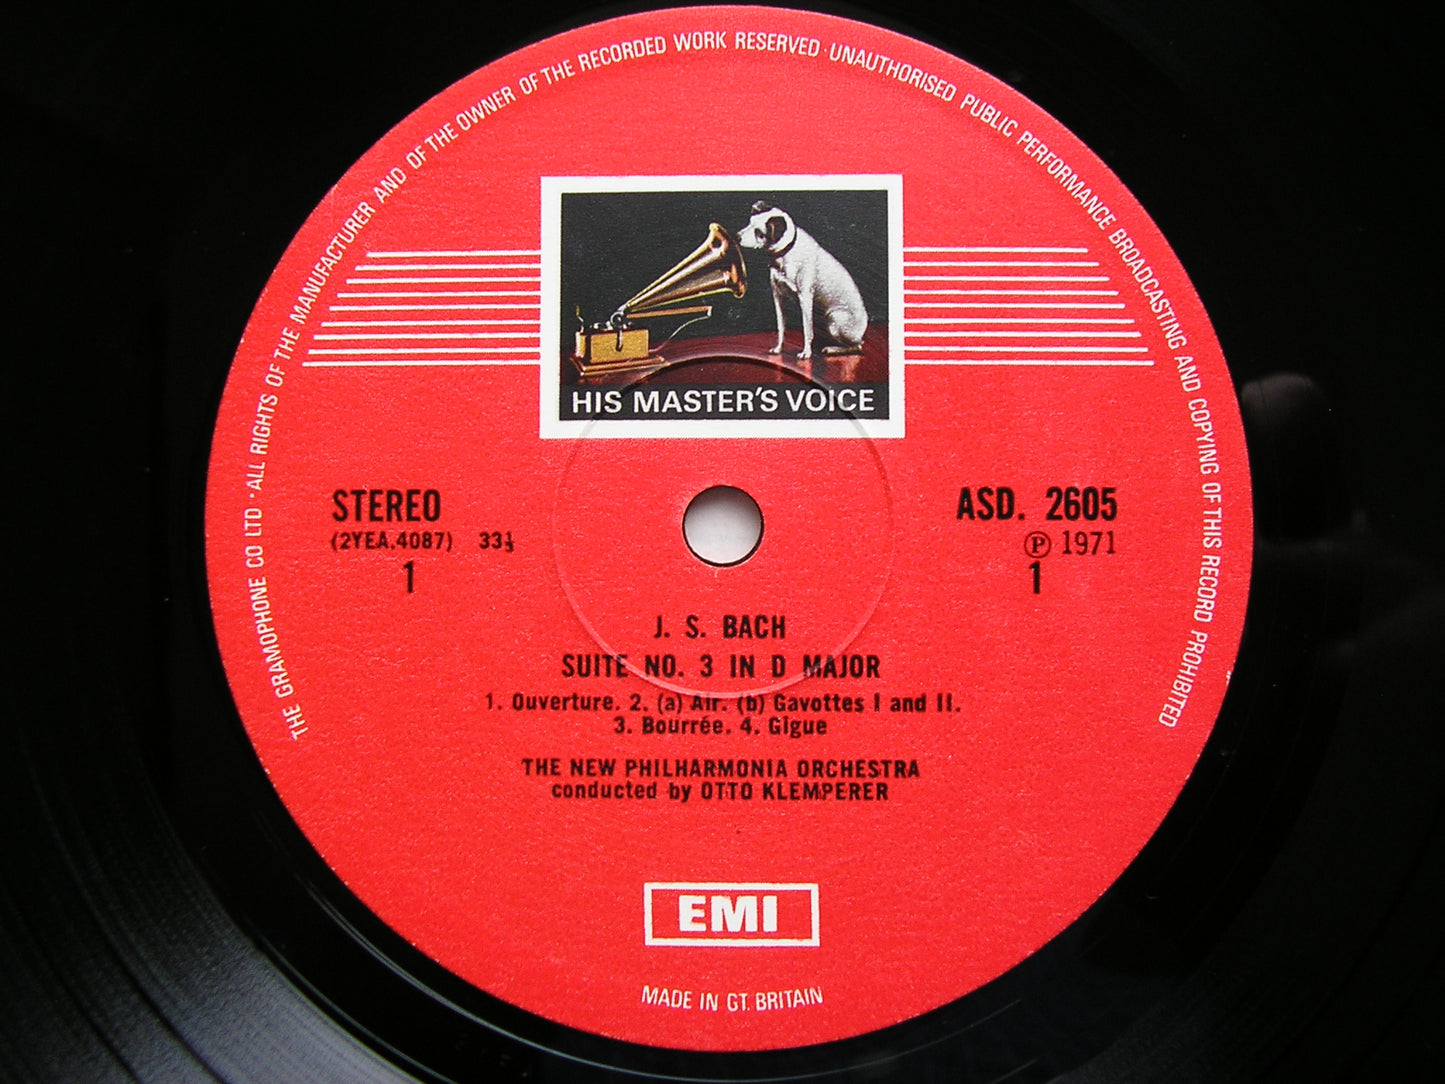 THE GRAMOPHONE CO LTD · ALL RIGHTS OF THE MANUFACTURER AND OF THE OWNER OF THE RECORDED WORK RESERVED · UNAUTHORISED PUBLIC PERFORMANCE BROADCASTING AND COPYING OF THIS RECORD PROHIBITED
HIS MASTER'S VOICE
STEREO
(2YEA.4087) 33⅓
1
ASD. 2605
Ⓟ 1971
1
J. S. BACH
SUITE NO. 3 IN D MAJOR
1. Ouverture. 2. (a) Air. (b) Gavottes I and II.
3. Bourrée. 4. Gigue
THE NEW PHILHARMONIA ORCHESTRA
conducted by OTTO KLEMPERER
EMI
MADE IN GT. BRITAIN